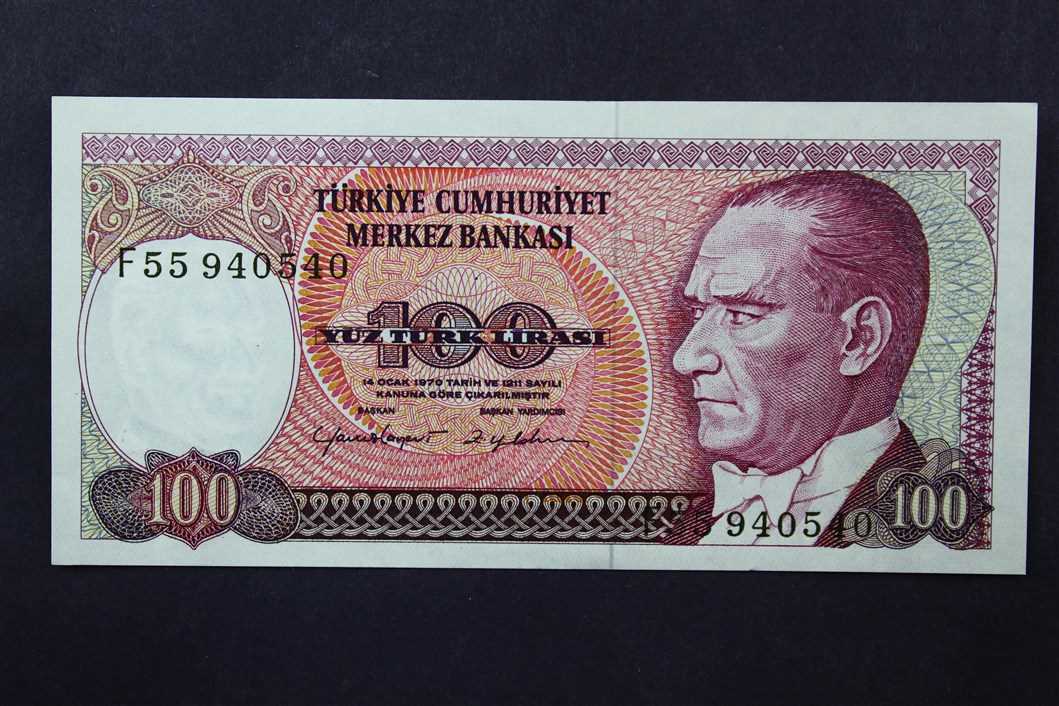 TÜRKİYE CUMHURİYET
MERKEZ BANKASI
F55 940540
100
YÜZ TÜRK LİRASI
14 OCAK 1970 TARİH VE 1211 SAYILI
KANUNA GÖRE ÇIKARILMIŞTIR
BAŞKAN BAŞKAN YARDIMCISI
100
F55 940540
100